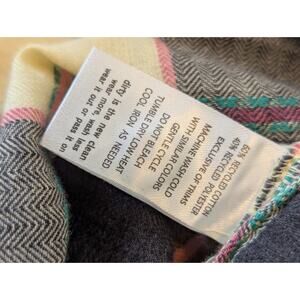 60% RECYCLED COTTON
40% RECYCLED POLYESTER
EXCLUSIVE OF TRIMS
MACHINE WASH COLD
WITH SIMILAR COLORS
GENTLE CYCLE
DO NOT BLEACH
TUMBLE DRY LOW HEAT
COOL IRON AS NEEDED
dirty is the new clean
wear more, wash less
wear it out or pass it on